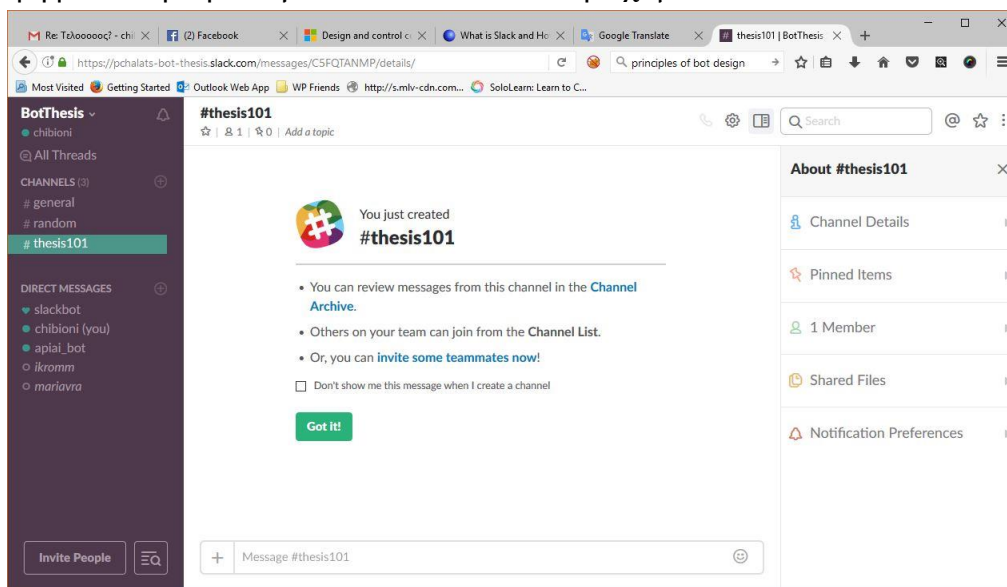 Re: Τελοοοοος? - chi
(2) Facebook
Design and control c
What is Slack and Ho
Google Translate
thesis101 | BotThesis
https://pchalats-bot-thesis.slack.com/messages/C5FQTANMP/details/
principles of bot design
Most Visited
Getting Started
Outlook Web App
WP Friends
http://s.mlv-cdn.com...
SoloLearn: Learn to C...
BotThesis
chibioni
All Threads
CHANNELS (3)
# general
# random
# thesis101
DIRECT MESSAGES
slackbot
chibioni (you)
apiai_bot
ikromm
mariavra
Invite People
#thesis101
1 | 0 | Add a topic
You just created
#thesis101
• You can review messages from this channel in the Channel
Archive.
• Others on your team can join from the Channel List.
• Or, you can invite some teammates now!
Don't show me this message when I create a channel
Got it!
Message #thesis101
Search
About #thesis101
Channel Details
Pinned Items
1 Member
Shared Files
Notification Preferences